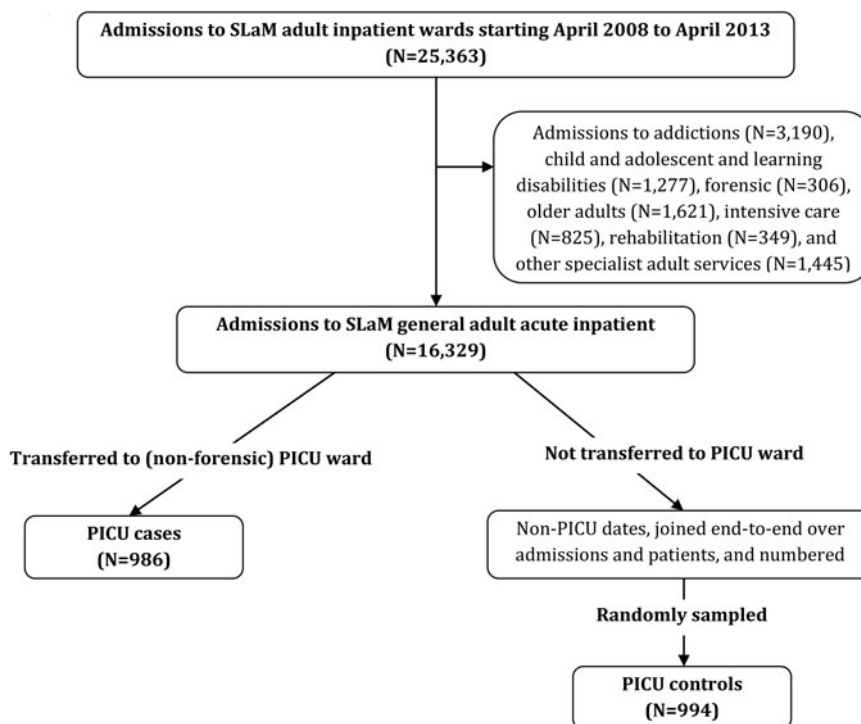 Admissions to SLaM adult inpatient wards starting April 2008 to April 2013
(N=25,363)
Admissions to addictions (N=3,190),
child and adolescent and learning
disabilities (N=1,277), forensic (N=306),
older adults (N=1,621), intensive care
(N=825), rehabilitation (N=349), and
other specialist adult services (N=1,445)
Admissions to SLaM general adult acute inpatient
(N=16,329)
Transferred to (non-forensic) PICU ward
Not transferred to PICU ward
PICU cases
(N=986)
Non-PICU dates, joined end-to-end over
admissions and patients, and numbered
Randomly sampled
PICU controls
(N=994)